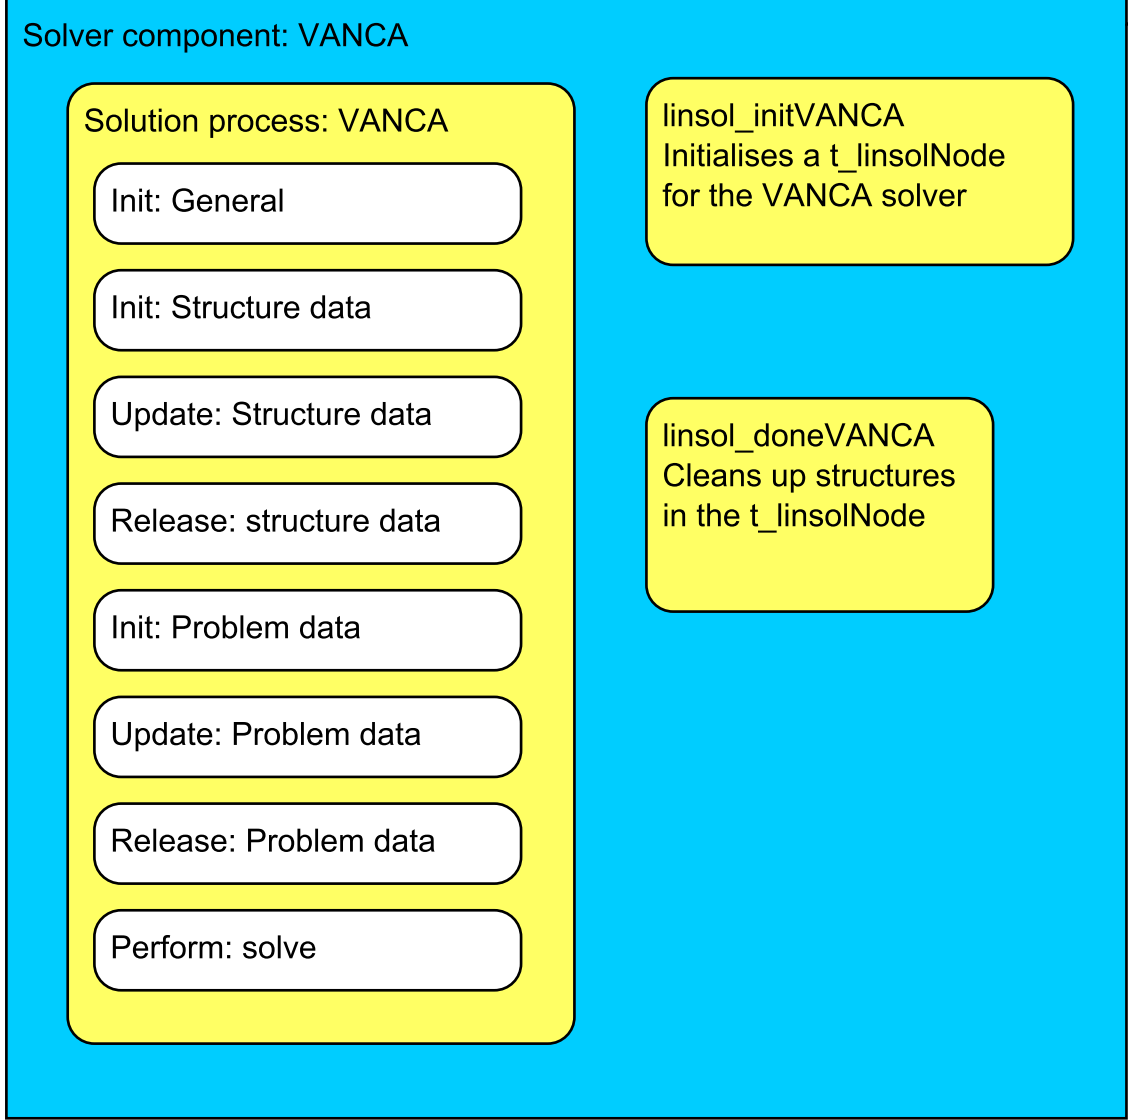 Solver component: VANCA
Solution process: VANCA
Init: General
Init: Structure data
Update: Structure data
Release: structure data
Init: Problem data
Update: Problem data
Release: Problem data
Perform: solve
linsol_initVANCA
Initialises a t_linsolNode
for the VANCA solver
linsol_doneVANCA
Cleans up structures
in the t_linsolNode